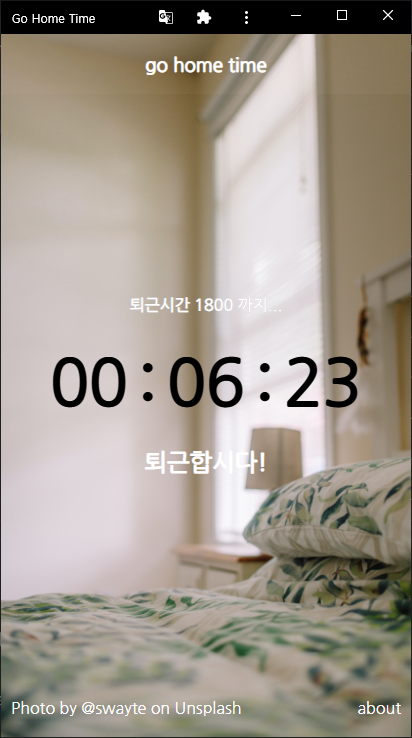 Go Home Time
go home time
퇴근시간 1800 까지...
00:06:23
퇴근합시다!
Photo by @swayte on Unsplash
about